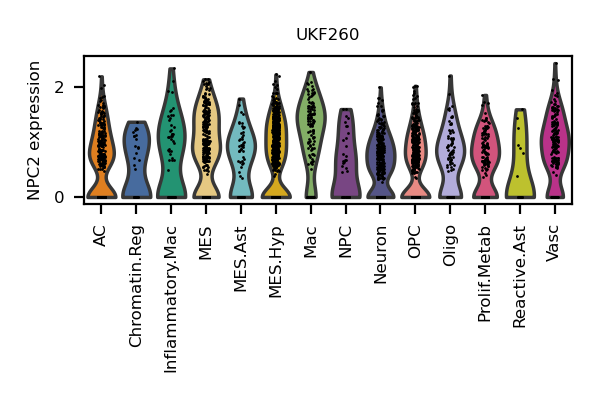 UKF260
NPC2 expression
2
0
AC
Chromatin.Reg
Inflammatory.Mac
MES
MES.Ast
MES.Hyp
Mac
NPC
Neuron
OPC
Oligo
Prolif.Metab
Reactive.Ast
Vasc